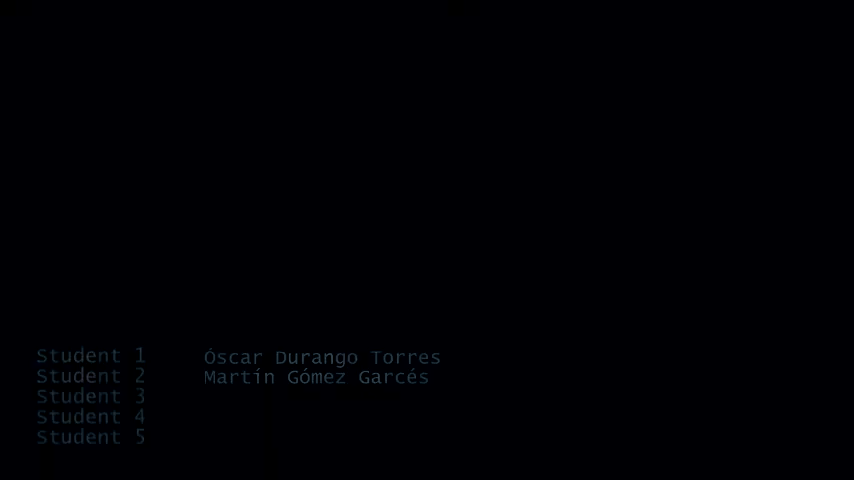 Student 1 Óscar Durango Torres
Student 2 Martín Gómez Garcés
Student 3
Student 4
Student 5